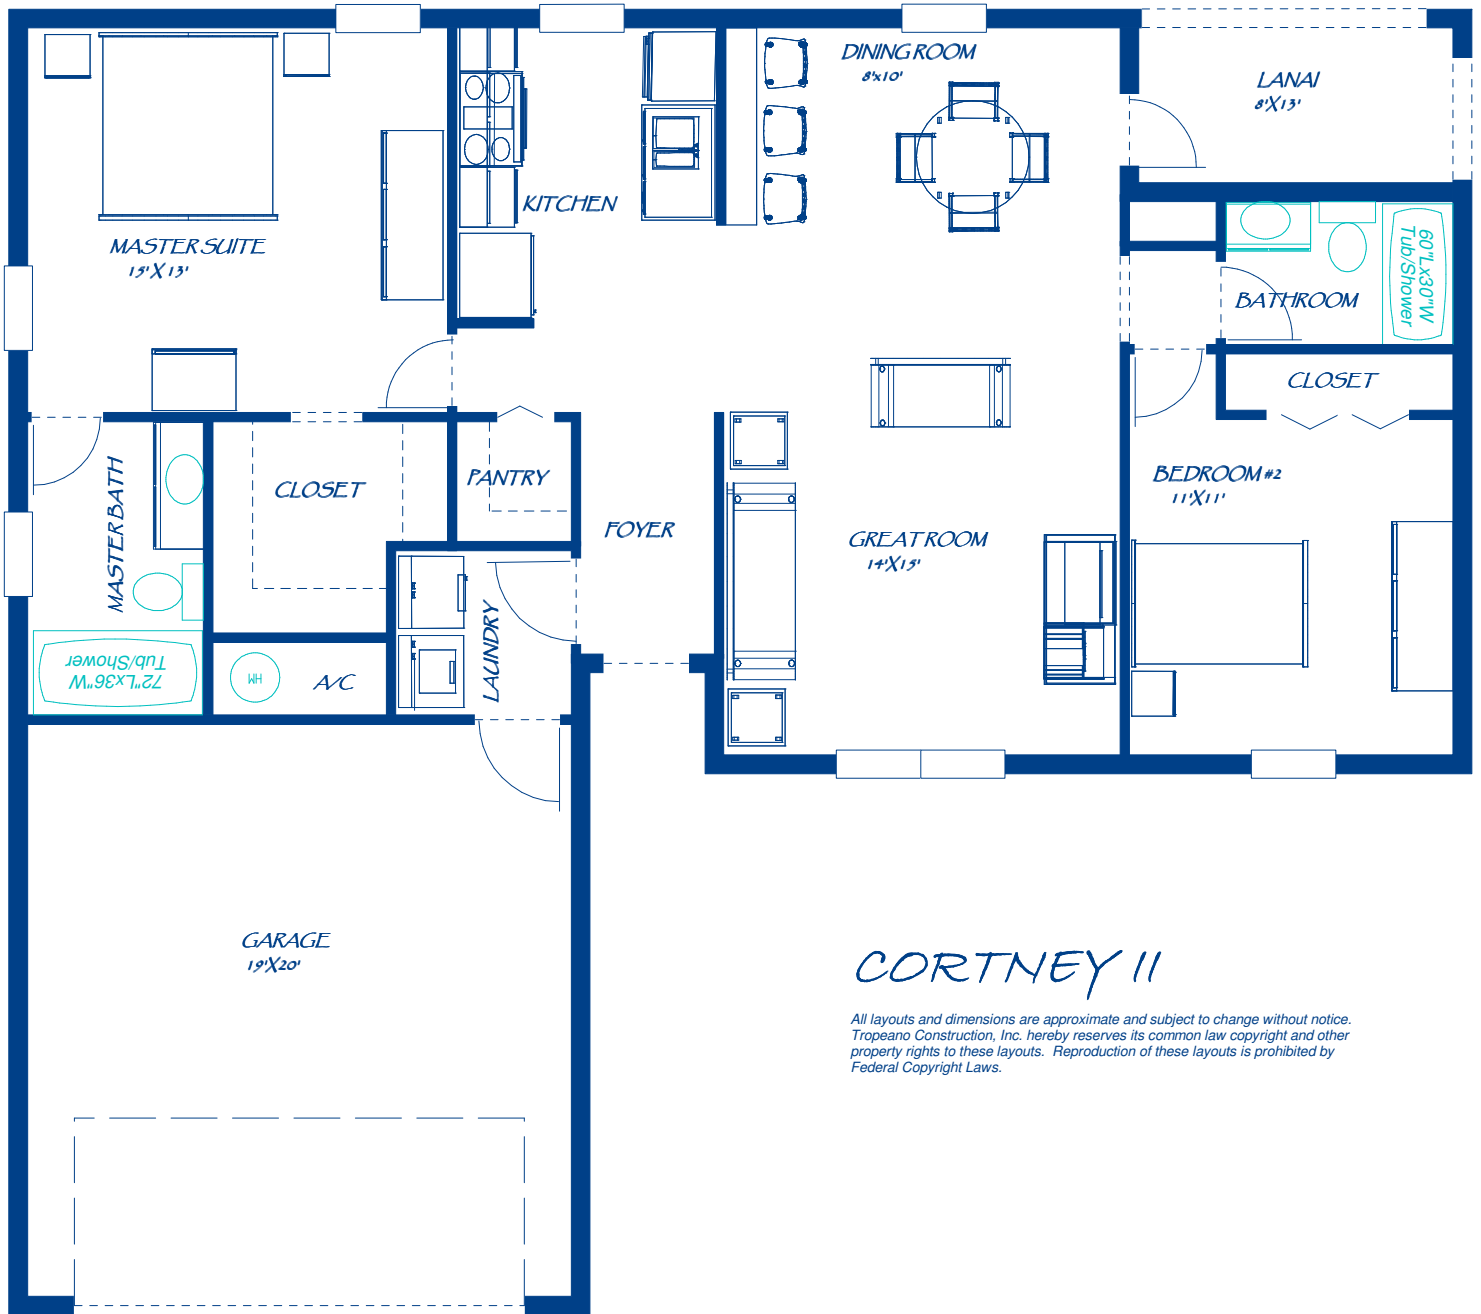 DINING ROOM
8'x10'
LANAI
8'X13'
KITCHEN
MASTER SUITE
15'X13'
60"Lx30"W
Tub/Shower
BATHROOM
CLOSET
MASTER BATH
CLOSET
PANTRY
FOYER
BEDROOM #2
11'X11'
GREAT ROOM
14'X15'
LAUNDRY
72"Lx36"W
Tub/Shower
HW
A/C
GARAGE
19'X20'
CORTNEY II
All layouts and dimensions are approximate and subject to change without notice.
Tropeano Construction, Inc. hereby reserves its common law copyright and other
property rights to these layouts.  Reproduction of these layouts is prohibited by
Federal Copyright Laws.